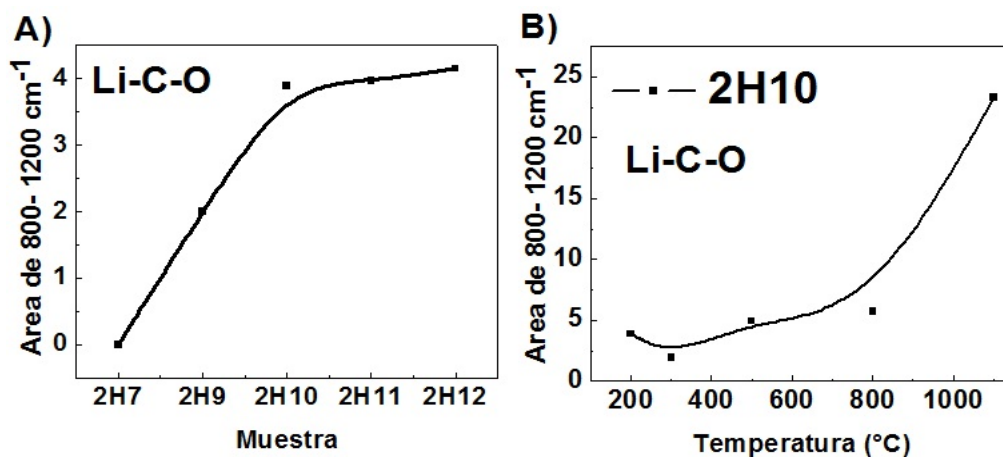 A)
Li-C-O
Area de 800- 1200 cm⁻¹
4
3
2
1
0
2H7 2H9 2H10 2H11 2H12
Muestra
B)
2H10
Li-C-O
Area de 800- 1200 cm⁻¹
25
20
15
10
5
0
200 400 600 800 1000
Temperatura (°C)